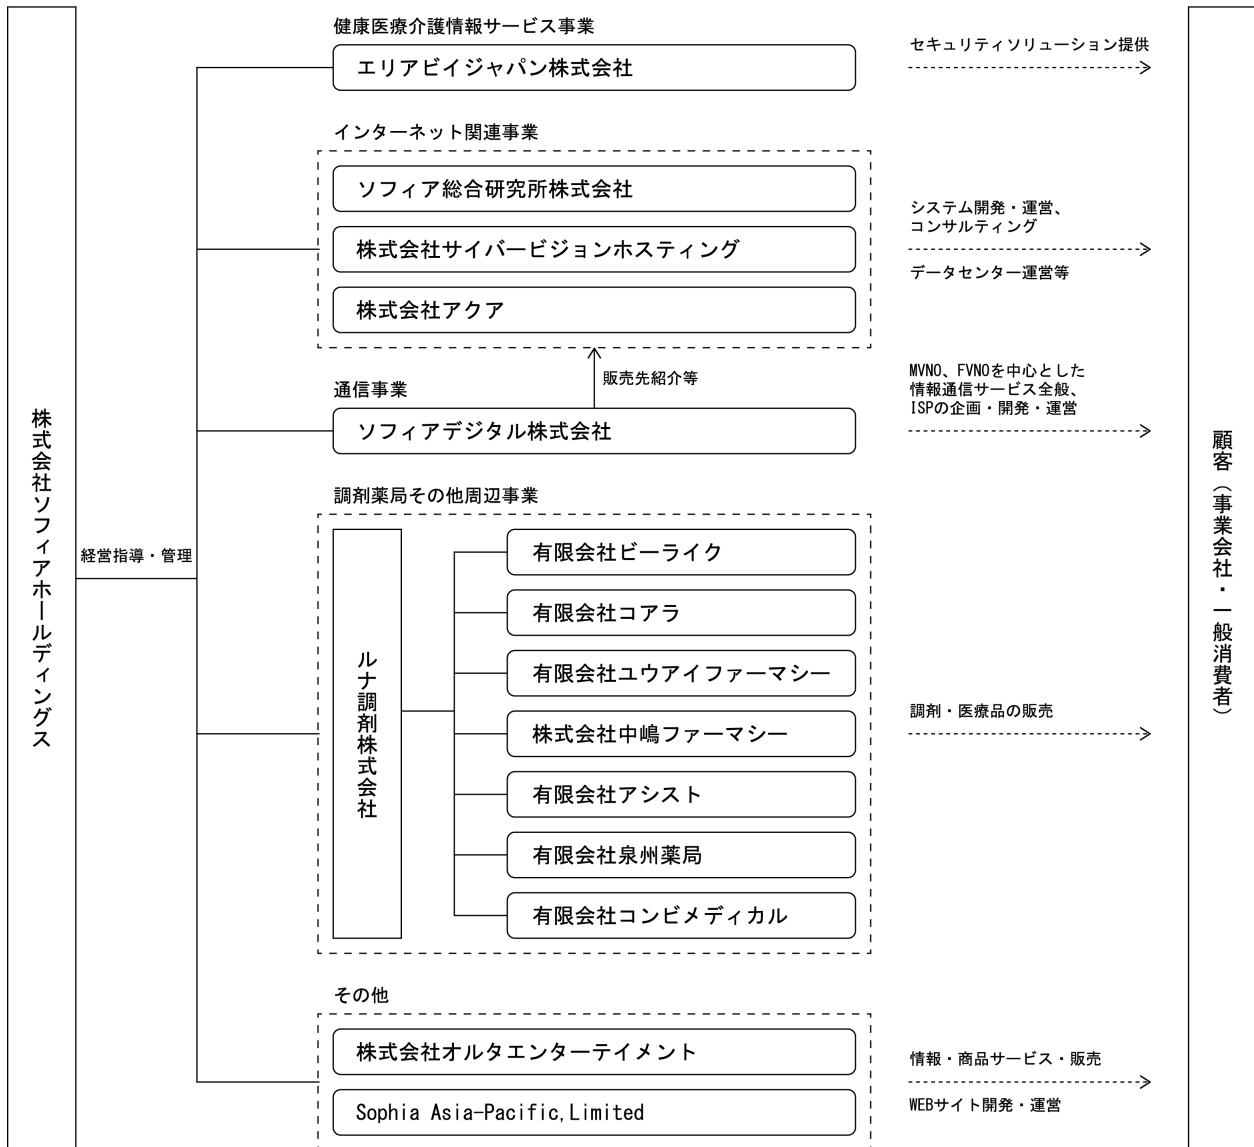 株式会社ソフィアホールディングス
経営指導・管理
健康医療介護情報サービス事業
エリアビイジャパン株式会社
セキュリティソリューション提供
インターネット関連事業
ソフィア総合研究所株式会社
株式会社サイバービジョンホスティング
株式会社アクア
システム開発・運営、
コンサルティング
データセンター運営等
販売先紹介等
通信事業
ソフィアデジタル株式会社
MVNO、FVNOを中心とした
情報通信サービス全般、
ISPの企画・開発・運営
調剤薬局その他周辺事業
ルナ調剤株式会社
有限会社ビーライク
有限会社コアラ
有限会社ユウアイファーマシー
株式会社中嶋ファーマシー
有限会社アシスト
有限会社泉州薬局
有限会社コンビメディカル
調剤・医療品の販売
その他
株式会社オルタエンターテイメント
Sophia Asia-Pacific,Limited
情報・商品サービス・販売
WEBサイト開発・運営
顧客（事業会社・一般消費者）